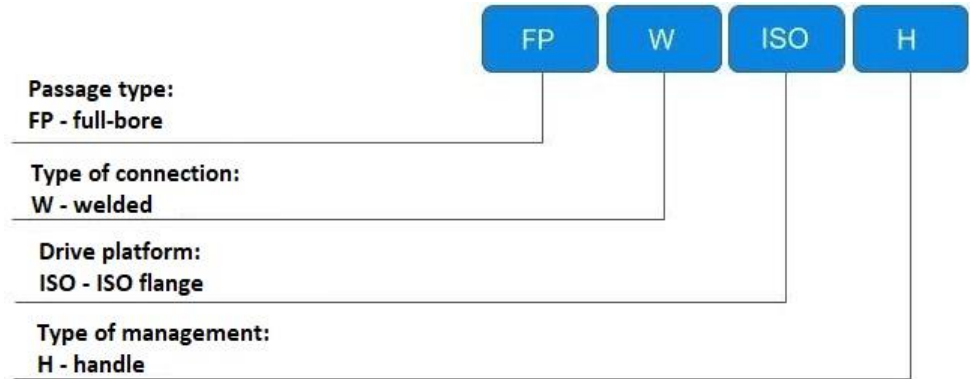 FP W ISO H
Passage type:
FP - full-bore
Type of connection:
W - welded
Drive platform:
ISO - ISO flange
Type of management:
H - handle